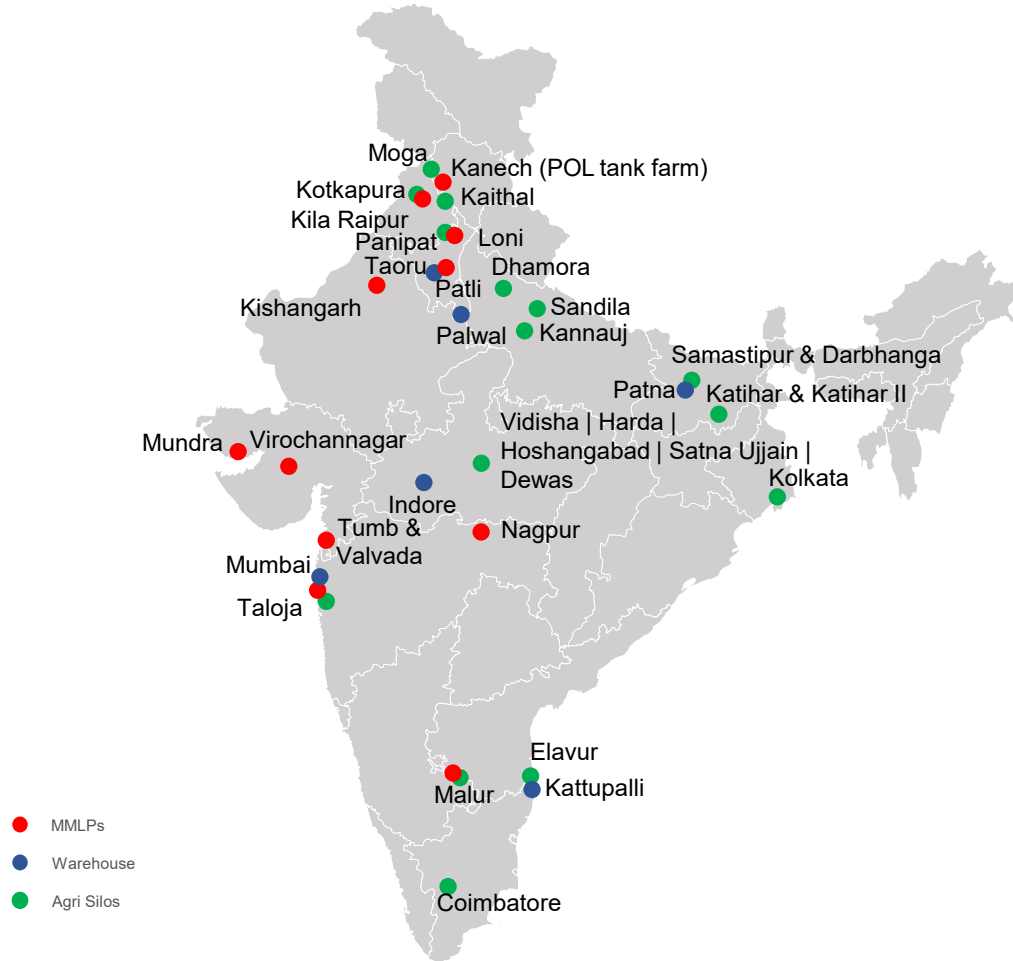 Moga
Kanech (POL tank farm)
Kotkapura
Kaithal
Kila Raipur
Panipat
Loni
Taoru
Dhamora
Patli
Kishangarh
Sandila
Palwal
Kannauj
Samastipur & Darbhanga
Patna
Katihar & Katihar II
Vidisha | Harda |
Mundra
Virochannagar
Hoshangabad | Satna Ujjain |
Dewas
Kolkata
Indore
Tumb &
Valvada
Nagpur
Mumbai
Taloja
Elavur
Malur
Kattupalli
MMLPs
Warehouse
Agri Silos
Coimbatore